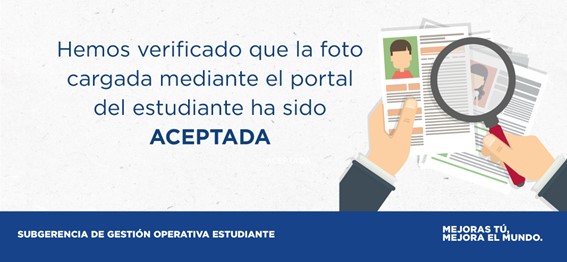 Hemos verificado que la foto
cargada mediante el portal
del estudiante ha sido
ACEPTADA
SUBGERENCIA DE GESTIÓN OPERATIVA ESTUDIANTE
MEJORAS TÚ,
MEJORA EL MUNDO.